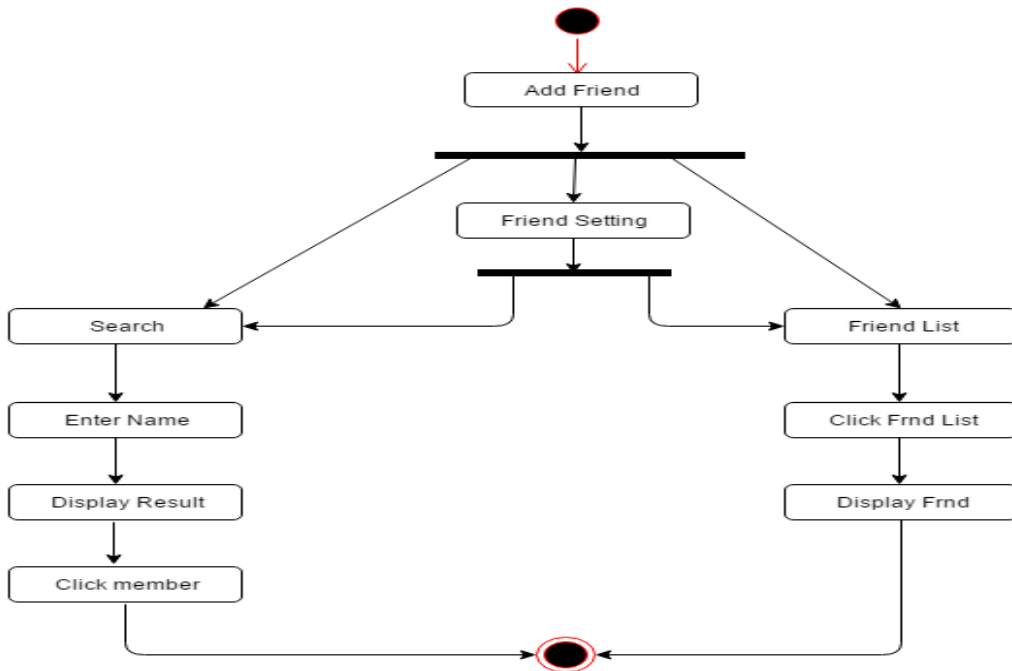 Add Friend
Friend Setting
Search
Friend List
Enter Name
Click Frnd List
Display Result
Display Frnd
Click member